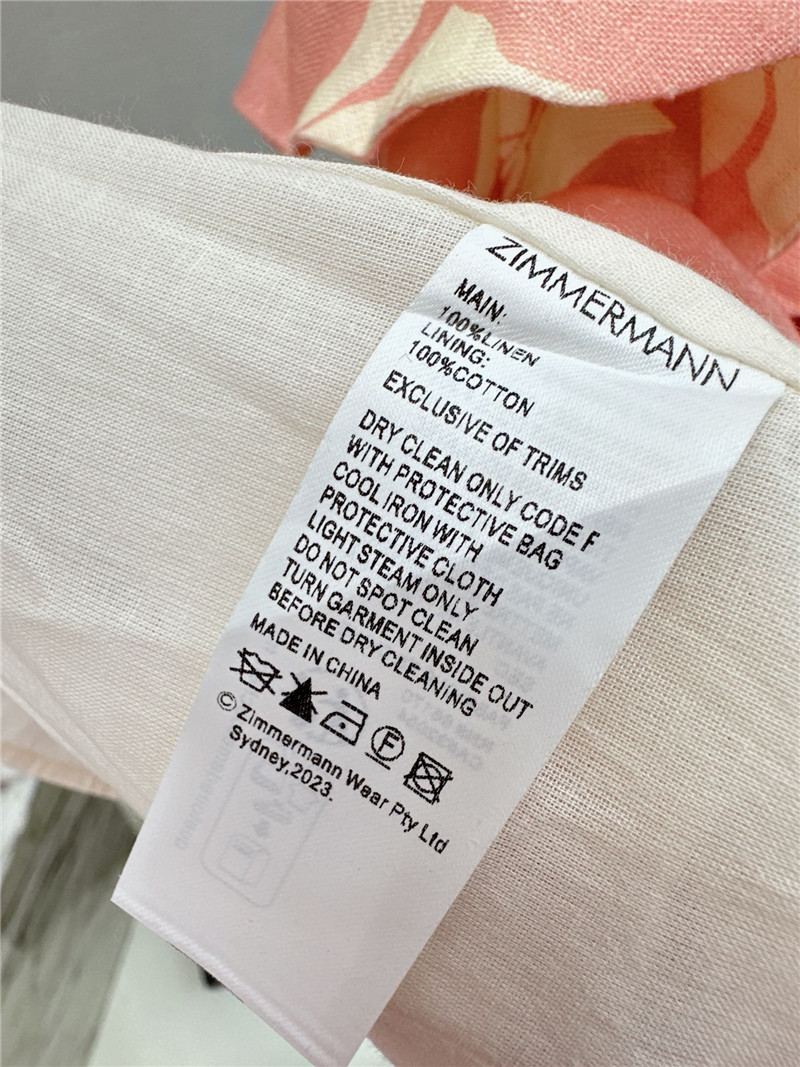 ZIMMERMANN
MAIN:
100%LINEN
LINING:
100%COTTON
EXCLUSIVE OF TRIMS
DRY CLEAN ONLY CODE F
WITH PROTECTIVE BAG
COOL IRON WITH
PROTECTIVE CLOTH
LIGHT STEAM ONLY
DO NOT SPOT CLEAN
TURN GARMENT INSIDE OUT
BEFORE DRY CLEANING
MADE IN CHINA
F
© Zimmermann Wear Pty Ltd
Sydney,2023.